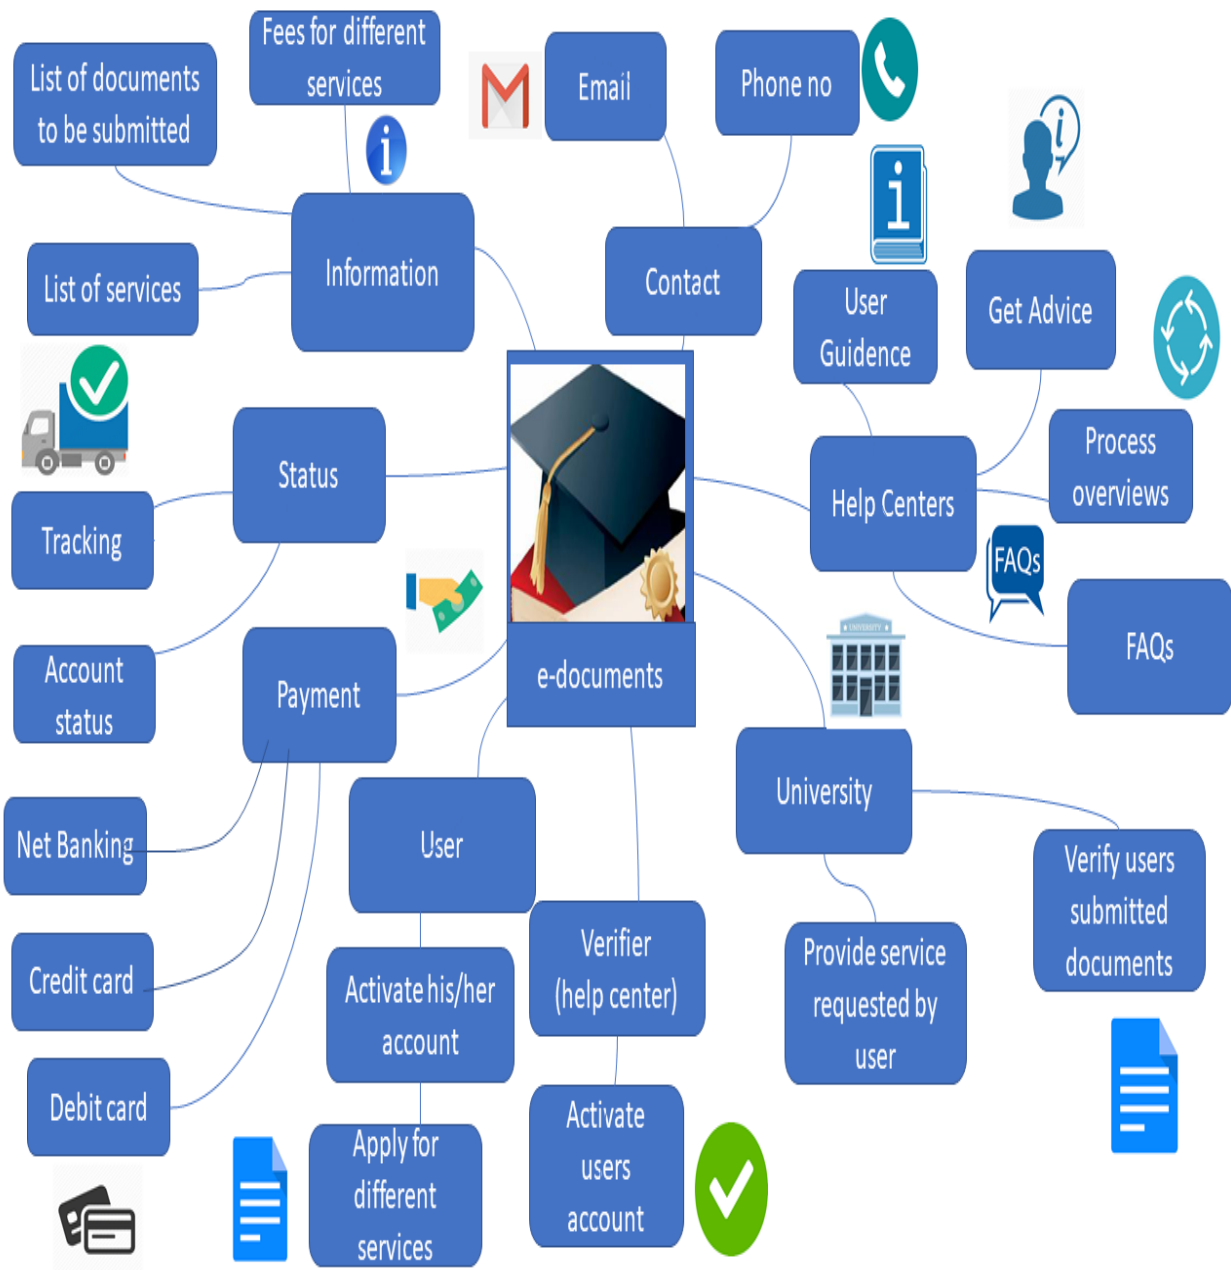 Fees for different
services
List of documents
to be submitted
Email
Phone no
Information
List of services
Contact
User
Guidence
Get Advice
Status
Tracking
Account
status
Help Centers
Process
overviews
FAQs
FAQs
e-documents
Payment
Net Banking
Credit card
Debit card
User
Activate his/her
account
Apply for
different
services
Verifier
(help center)
Activate
users
account
UNIVERSITY
University
Provide service
requested by
user
Verify users
submitted
documents